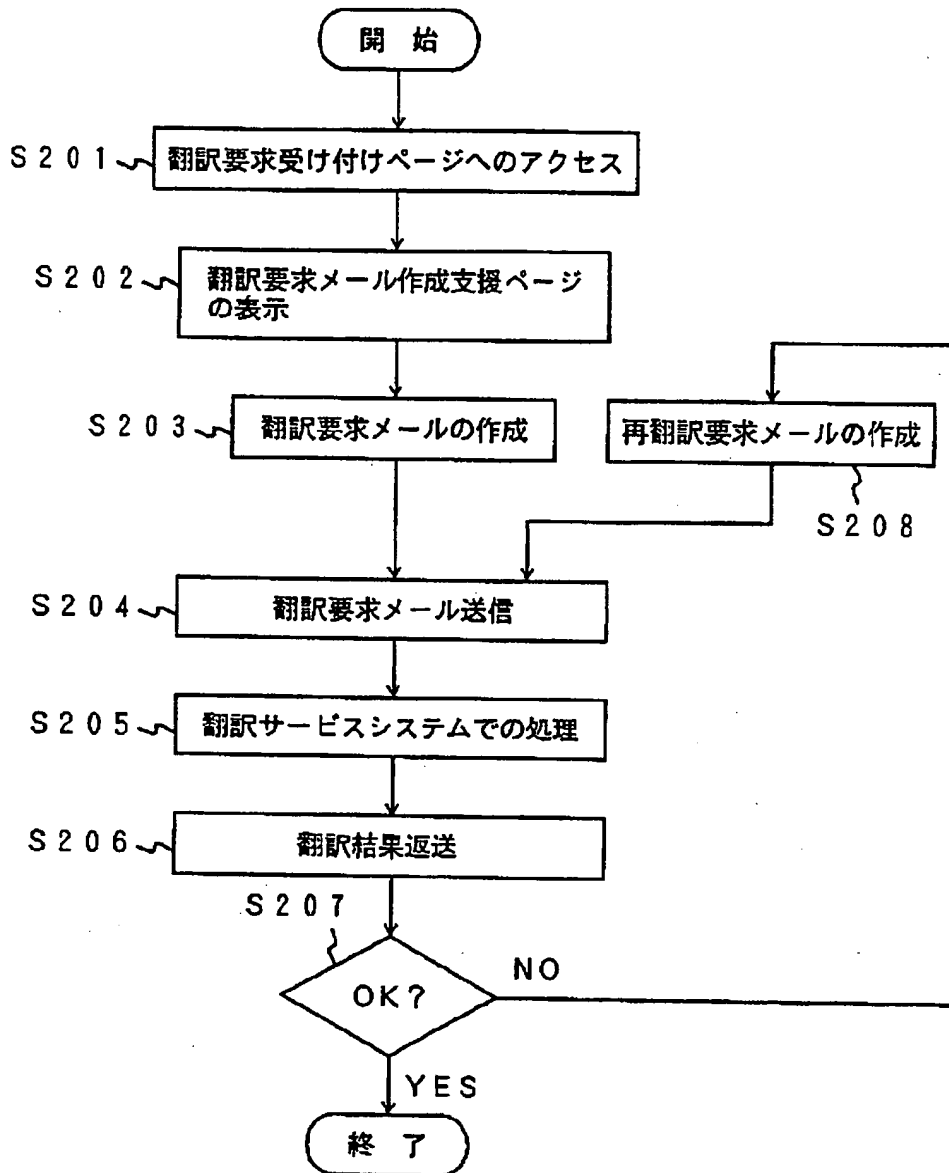 開 始
S201
翻訳要求受け付けページへのアクセス
S202
翻訳要求メール作成支援ページ
の表示
S203
翻訳要求メールの作成
再翻訳要求メールの作成
S208
S204
翻訳要求メール送信
S205
翻訳サービスシステムでの処理
S206
翻訳結果返送
S207
OK?
NO
YES
終 了